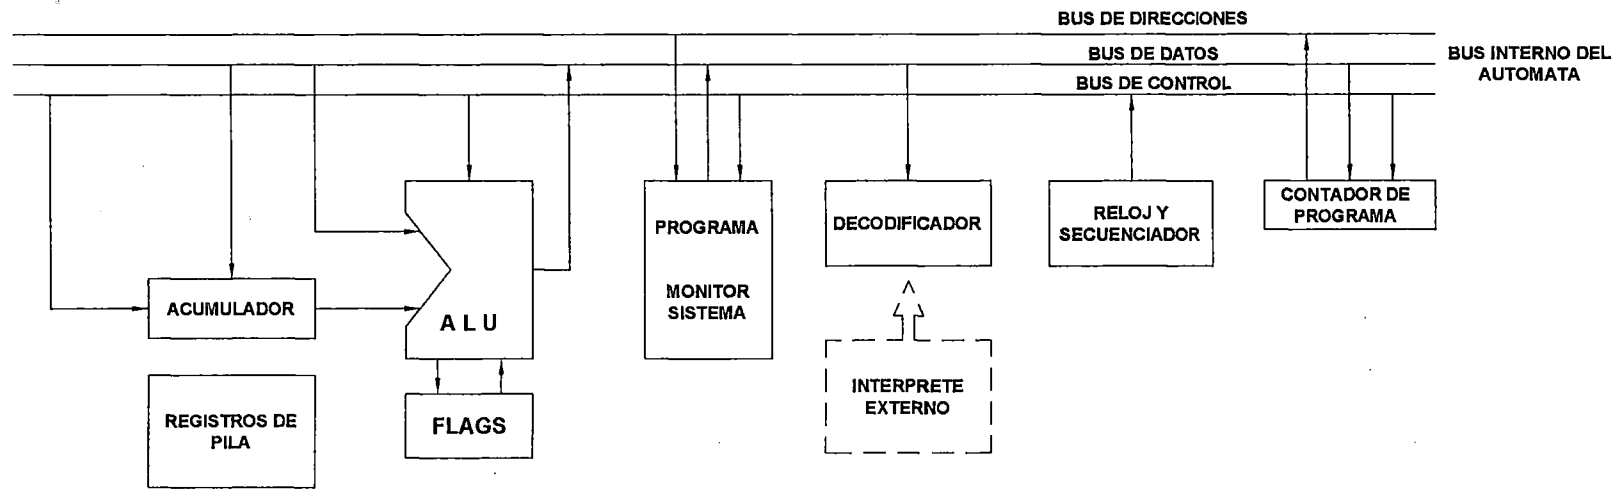 BUS DE DIRECCIONES
BUS DE DATOS
BUS DE CONTROL
BUS INTERNO DEL
AUTOMATA
ACUMULADOR
REGISTROS DE
PILA
A L U
FLAGS
PROGRAMA
MONITOR
SISTEMA
DECODIFICADOR
INTERPRETE
EXTERNO
RELOJ Y
SECUENCIADOR
CONTADOR DE
PROGRAMA